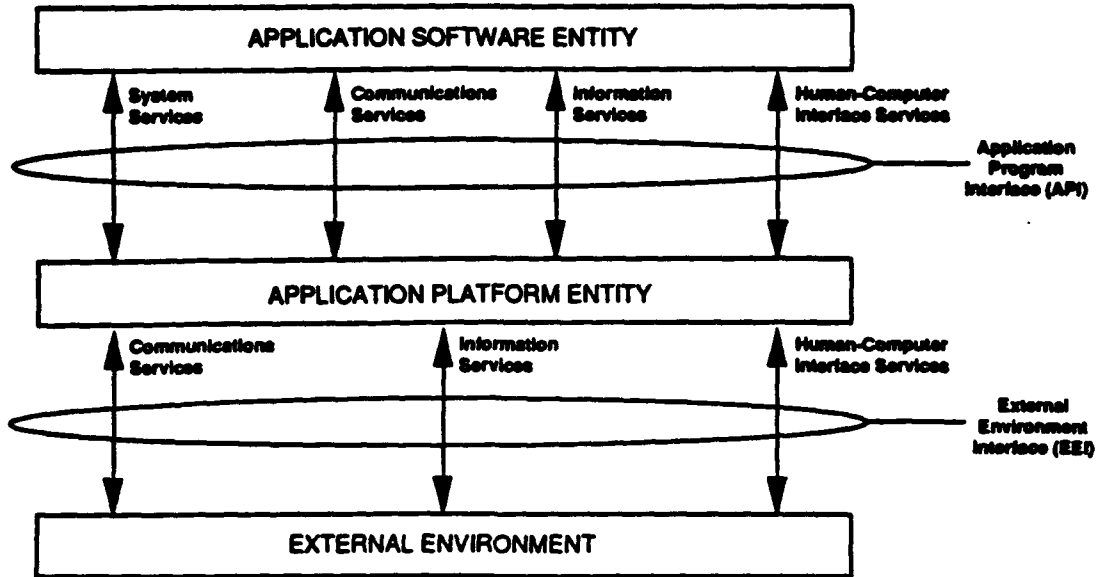 APPLICATION SOFTWARE ENTITY
System
Services
Communications
Services
Information
Services
Human-Computer
Interface Services
Application
Program
Interface (API)
APPLICATION PLATFORM ENTITY
Communications
Services
Information
Services
Human-Computer
Interface Services
External
Environment
Interface (EEI)
EXTERNAL ENVIRONMENT